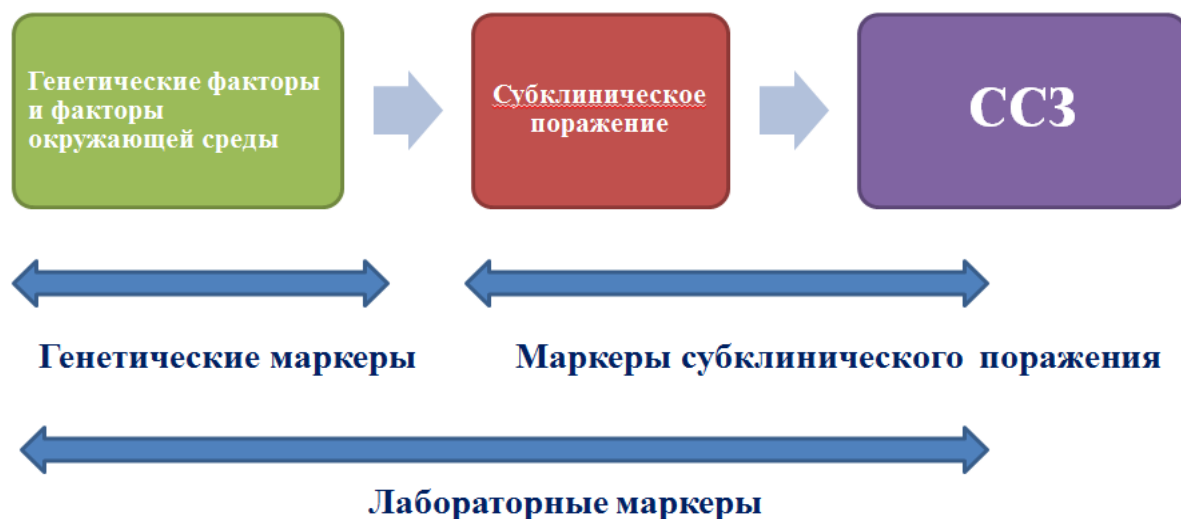 Генетические факторы
и факторы
окружающей среды
Субклиническое
поражение
ССЗ
Генетические маркеры
Маркеры субклинического поражения
Лабораторные маркеры